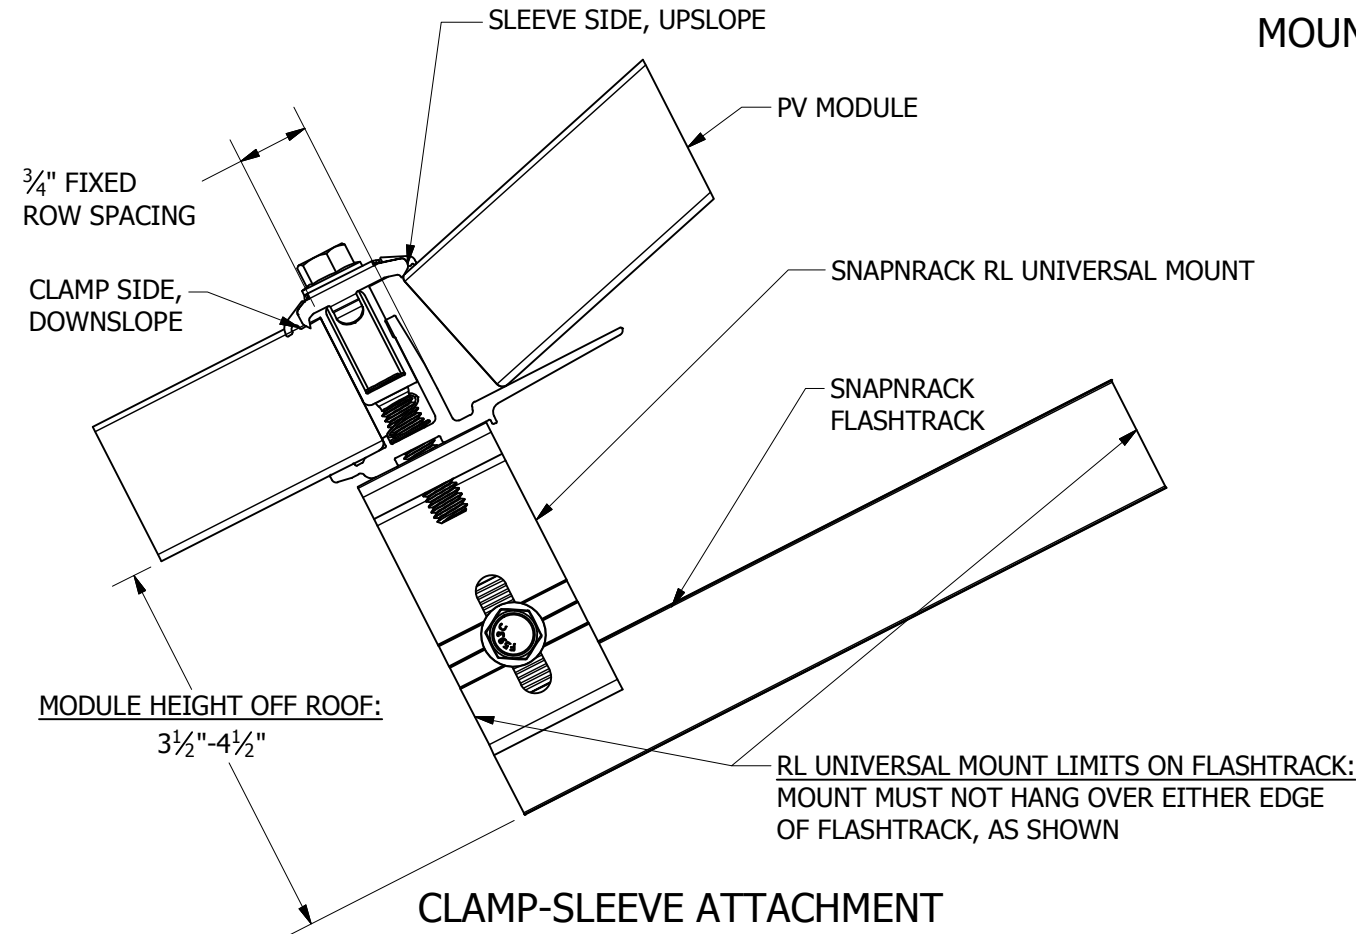 SLEEVE SIDE, UPSLOPE
MOUN
PV MODULE
¾" FIXED
ROW SPACING
CLAMP SIDE,
DOWNSLOPE
SNAPNRACK RL UNIVERSAL MOUNT
SNAPNRACK
FLASHTRACK
MODULE HEIGHT OFF ROOF:
3½"-4½"
RL UNIVERSAL MOUNT LIMITS ON FLASHTRACK:
MOUNT MUST NOT HANG OVER EITHER EDGE
OF FLASHTRACK, AS SHOWN
CLAMP-SLEEVE ATTACHMENT